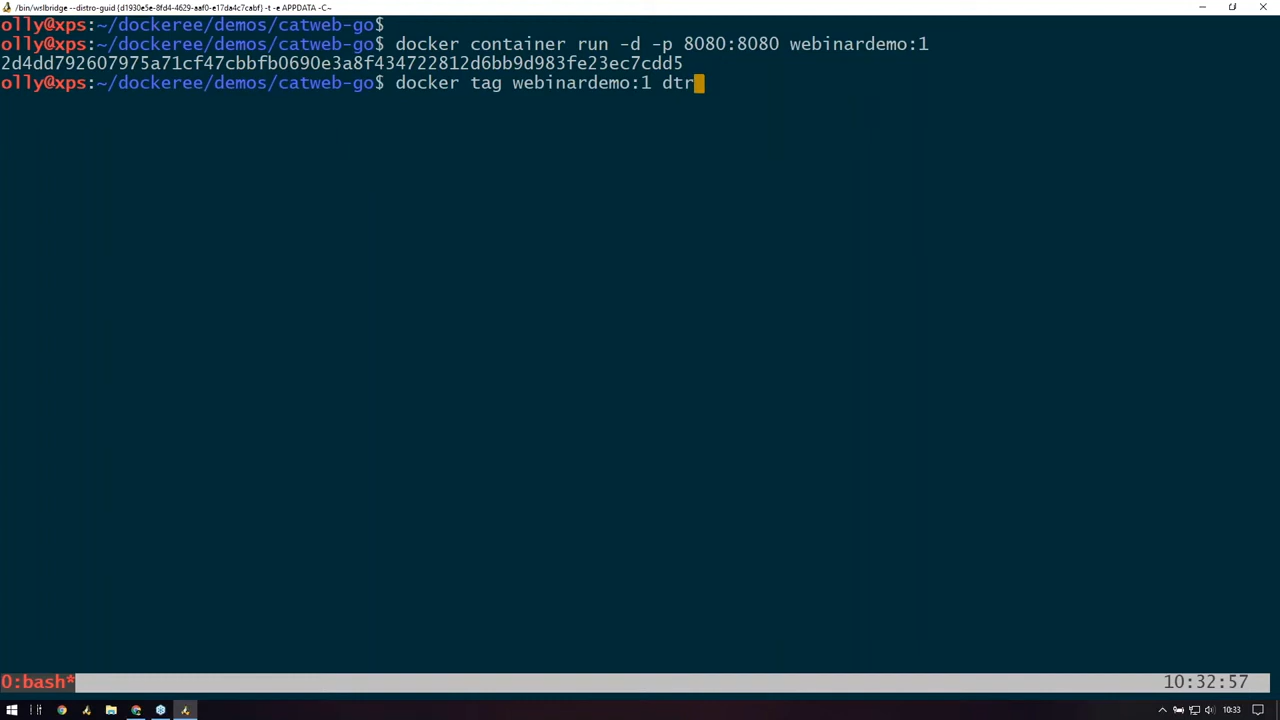 /bin/wslbridge --distro-guid {d1930e5e-8fd4-4629-aaf0-e17da4c7cabf} -t -e APPDATA -C~
olly@xps:~/dockeree/demos/catweb-go$
olly@xps:~/dockeree/demos/catweb-go$ docker container run -d -p 8080:8080 webinardemo:1
2d4dd792607975a71cf47cbbfb0690e3a8f434722812d6bb9d983fe23ec7cdd5
olly@xps:~/dockeree/demos/catweb-go$ docker tag webinardemo:1 dtr
0:bash* 10:32:57
10:33